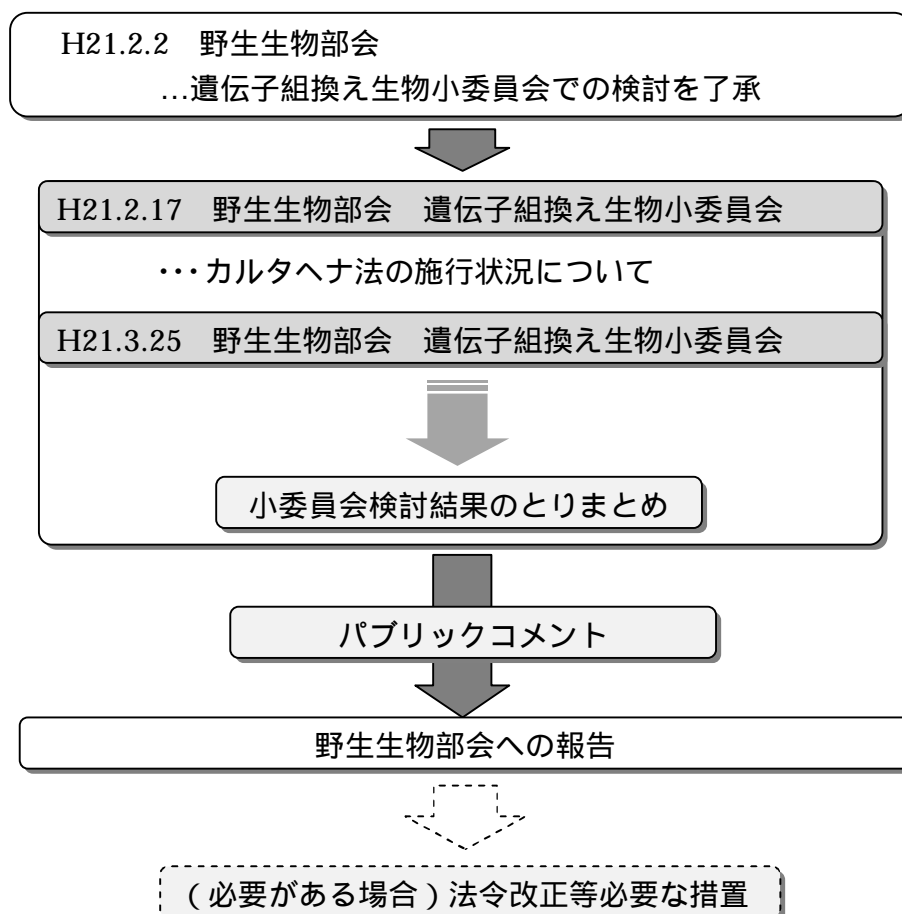 H21.2.2 野生生物部会
…遺伝子組換え生物小委員会での検討を了承
H21.2.17 野生生物部会 遺伝子組換え生物小委員会
・・・カルタヘナ法の施行状況について
H21.3.25 野生生物部会 遺伝子組換え生物小委員会
小委員会検討結果のとりまとめ
パブリックコメント
野生生物部会への報告
（必要がある場合）法令改正等必要な措置